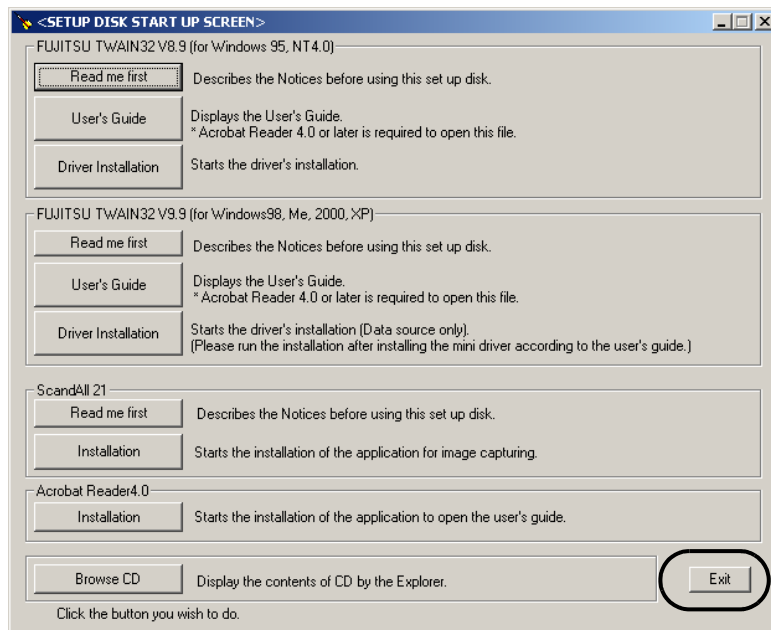 <SETUP DISK START UP SCREEN>
FUJITSU TWAIN32 V8.9 (for Windows 95, NT4.0)
Read me first
Describes the Notices before using this set up disk.
User's Guide
Displays the User's Guide.
* Acrobat Reader 4.0 or later is required to open this file.
Driver Installation
Starts the driver's installation.
FUJITSU TWAIN32 V9.9 (for Windows98, Me, 2000, XP)
Read me first
Describes the Notices before using this set up disk.
User's Guide
Displays the User's Guide.
* Acrobat Reader 4.0 or later is required to open this file.
Driver Installation
Starts the driver's installation (Data source only).
(Please run the installation after installing the mini driver according to the user's guide.)
ScandAll 21
Read me first
Describes the Notices before using this set up disk.
Installation
Starts the installation of the application for image capturing.
Acrobat Reader4.0
Installation
Starts the installation of the application to open the user's guide.
Browse CD
Display the contents of CD by the Explorer.
Exit
Click the button you wish to do.